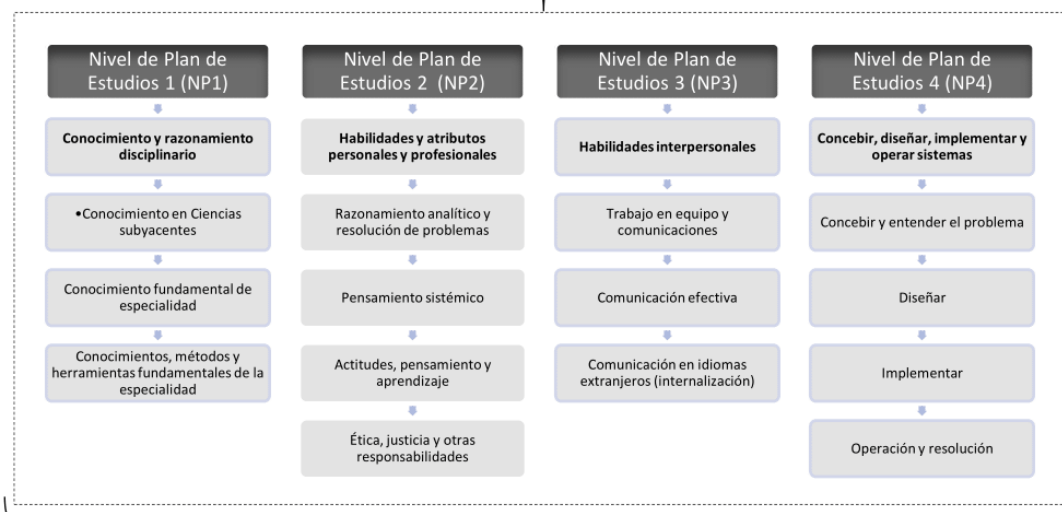 Nivel de Plan de
Estudios 1 (NP1)
Conocimiento y razonamiento
disciplinario
•Conocimiento en Ciencias
subyacentes
Conocimiento fundamental de
especialidad
Conocimientos, métodos y
herramientas fundamentales de la
especialidad
Nivel de Plan de
Estudios 2 (NP2)
Habilidades y atributos
personales y profesionales
Razonamiento analítico y
resolución de problemas
Pensamiento sistémico
Actitudes, pensamiento y
aprendizaje
Ética, justicia y otras
responsabilidades
Nivel de Plan de
Estudios 3 (NP3)
Habilidades interpersonales
Trabajo en equipo y
comunicaciones
Comunicación efectiva
Comunicación en idiomas
extranjeros (internalización)
Nivel de Plan de
Estudios 4 (NP4)
Concebir, diseñar, implementar y
operar sistemas
Concebir y entender el problema
Diseñar
Implementar
Operación y resolución